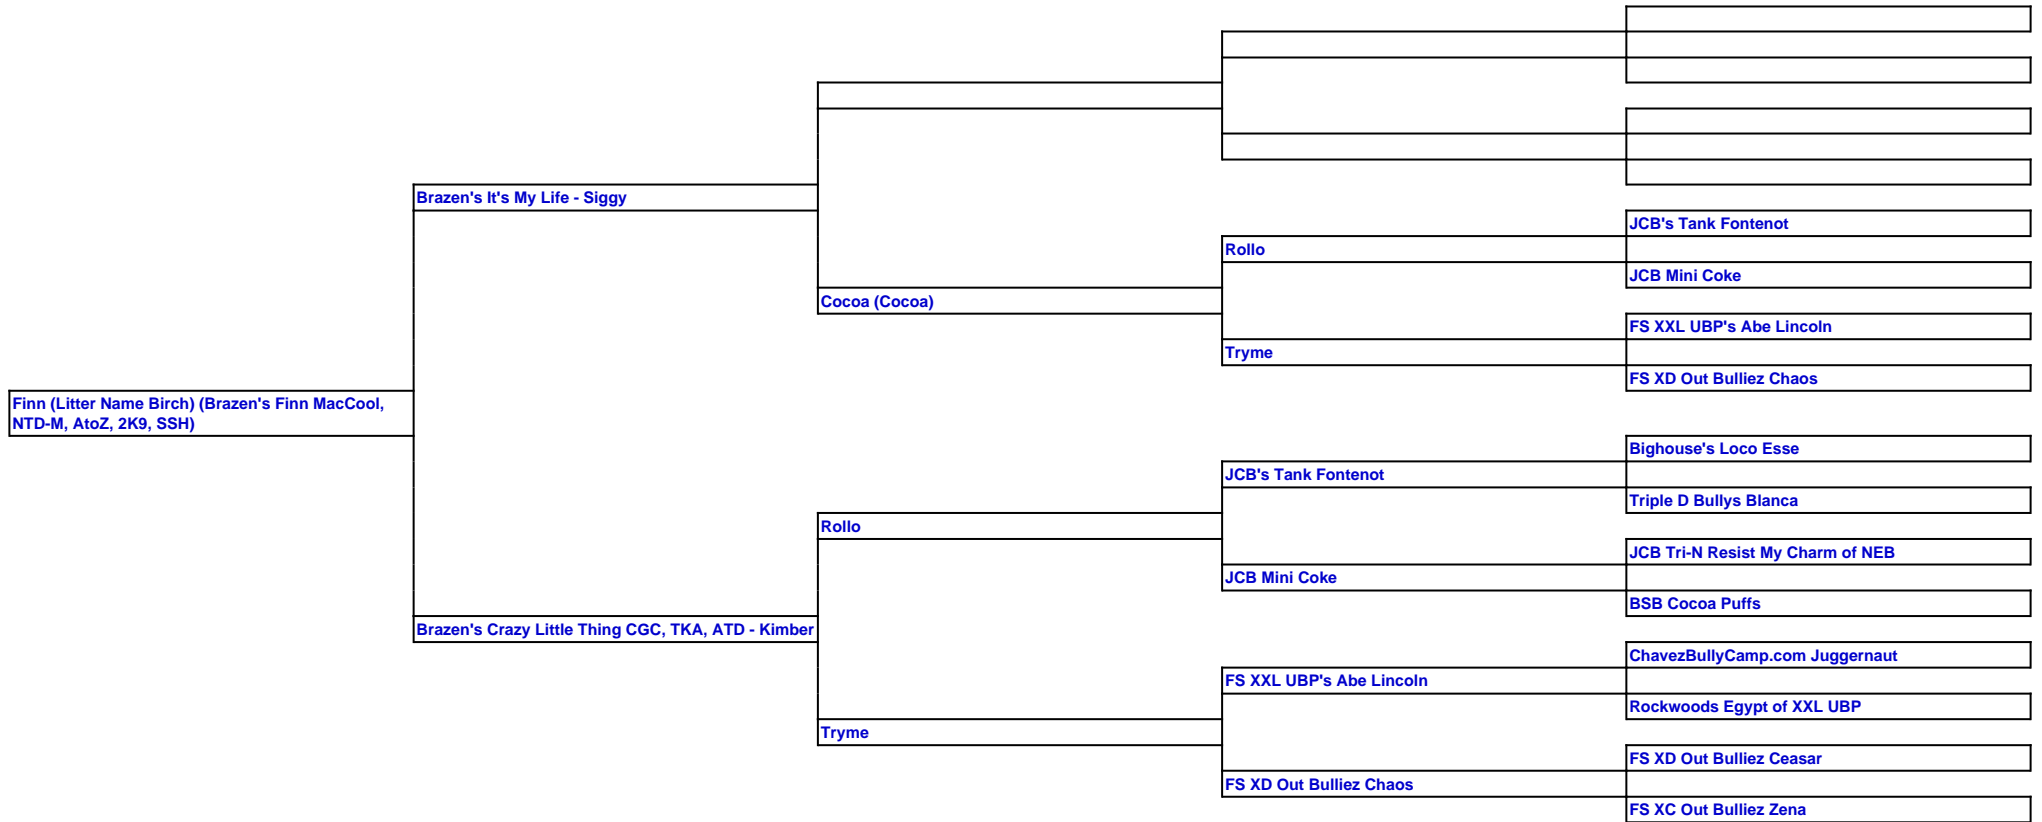 Brazen's It's My Life - Siggy
JCB's Tank Fontenot
Rollo
JCB Mini Coke
Cocoa (Cocoa)
FS XXL UBP's Abe Lincoln
Tryme
FS XD Out Bulliez Chaos
Finn (Litter Name Birch) (Brazen's Finn MacCool,
NTD-M, AtoZ, 2K9, SSH)
Bighouse's Loco Esse
JCB's Tank Fontenot
Triple D Bullys Blanca
Rollo
JCB Tri-N Resist My Charm of NEB
JCB Mini Coke
BSB Cocoa Puffs
Brazen's Crazy Little Thing CGC, TKA, ATD - Kimber
ChavezBullyCamp.com Juggernaut
FS XXL UBP's Abe Lincoln
Rockwoods Egypt of XXL UBP
Tryme
FS XD Out Bulliez Ceasar
FS XD Out Bulliez Chaos
FS XC Out Bulliez Zena